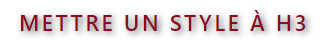 METTRE UN STYLE À H3